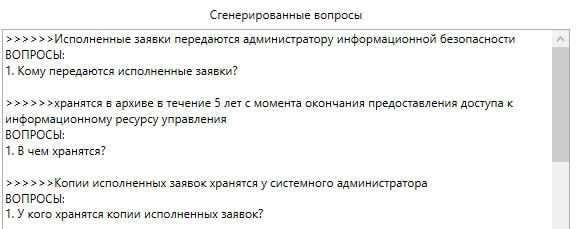 Сгенерированные вопросы
>>>>>>Исполненные заявки передаются администратору информационной безопасности
ВОПРОСЫ:
1. Кому передаются исполненные заявки?
>>>>>>хранятся в архиве в течение 5 лет с момента окончания предоставления доступа к
информационному ресурсу управления
ВОПРОСЫ:
1. В чем хранятся?
>>>>>>Копии исполненных заявок хранятся у системного администратора
ВОПРОСЫ:
1. У кого хранятся копии исполненных заявок?